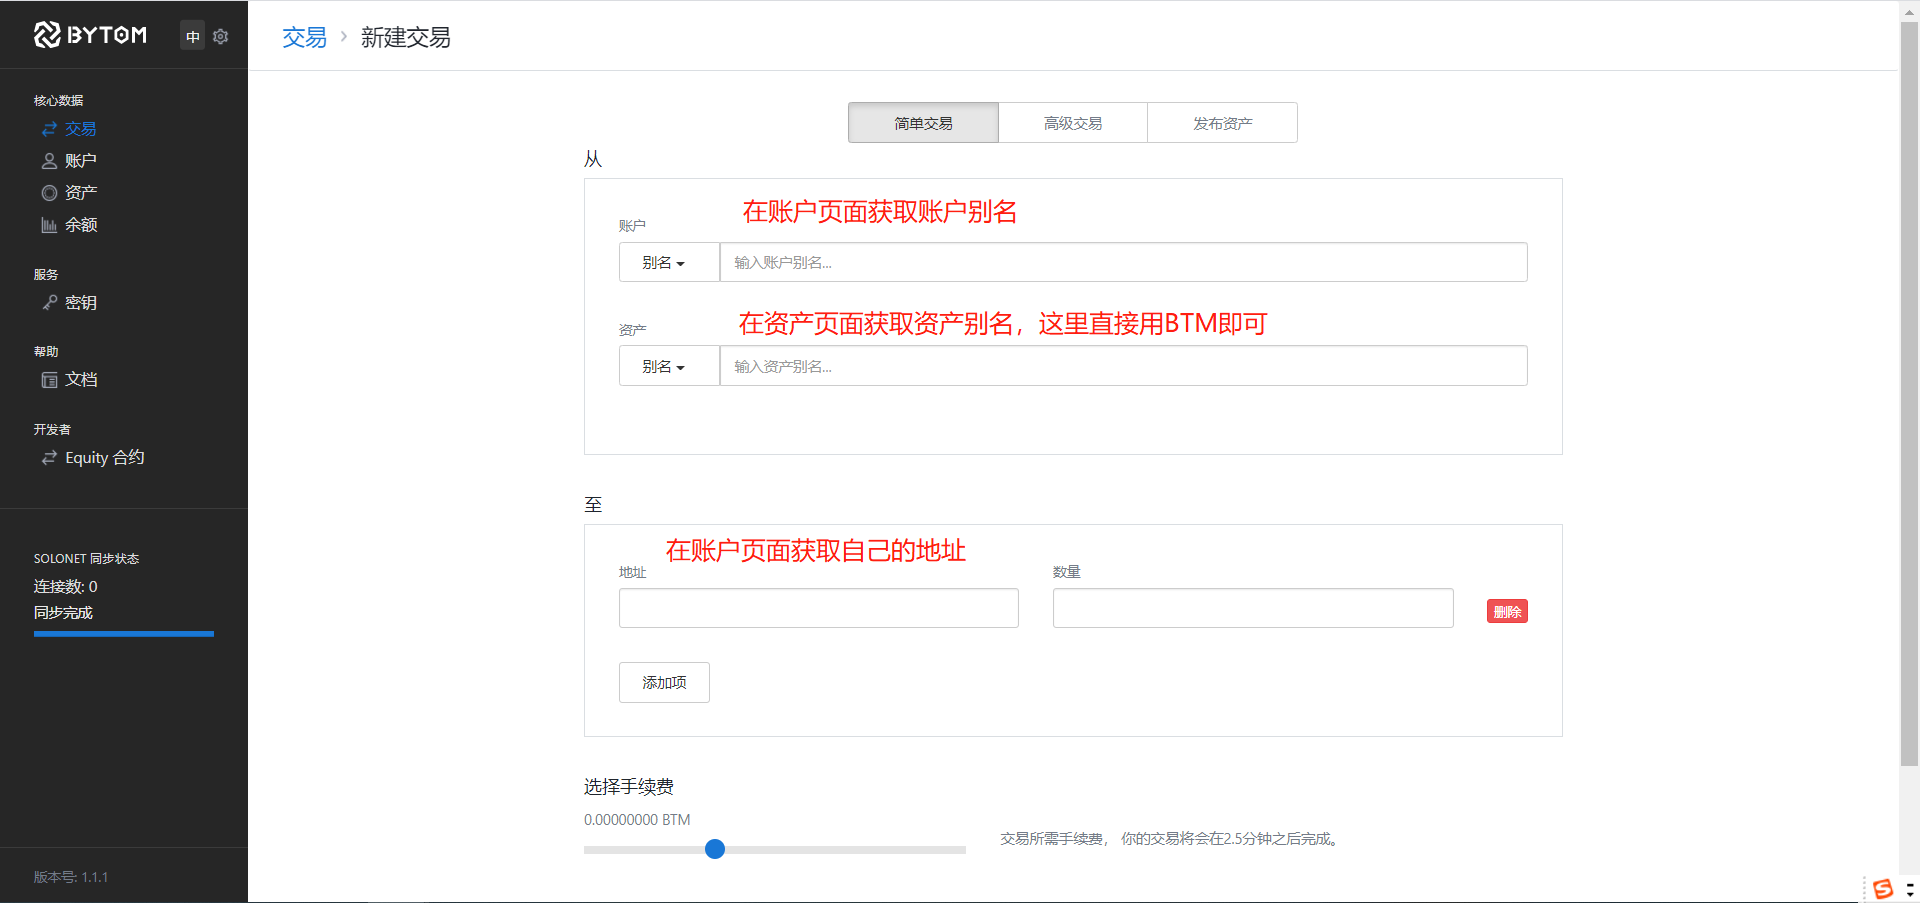 BYTOM 中
核心数据
交易
账户
资产
余额
服务
密钥
帮助
文档
开发者
Equity 合约
SOLONET 同步状态
连接数: 0
同步完成
版本号: 1.1.1
交易 › 新建交易
简单交易 高级交易 发布资产
从
在账户页面获取账户别名
账户
别名 输入账户别名...
在资产页面获取资产别名，这里直接用BTM即可
资产
别名 输入资产别名...
至
在账户页面获取自己的地址
地址 数量
删除
添加项
选择手续费
0.00000000 BTM
交易所需手续费， 你的交易将会在2.5分钟之后完成。